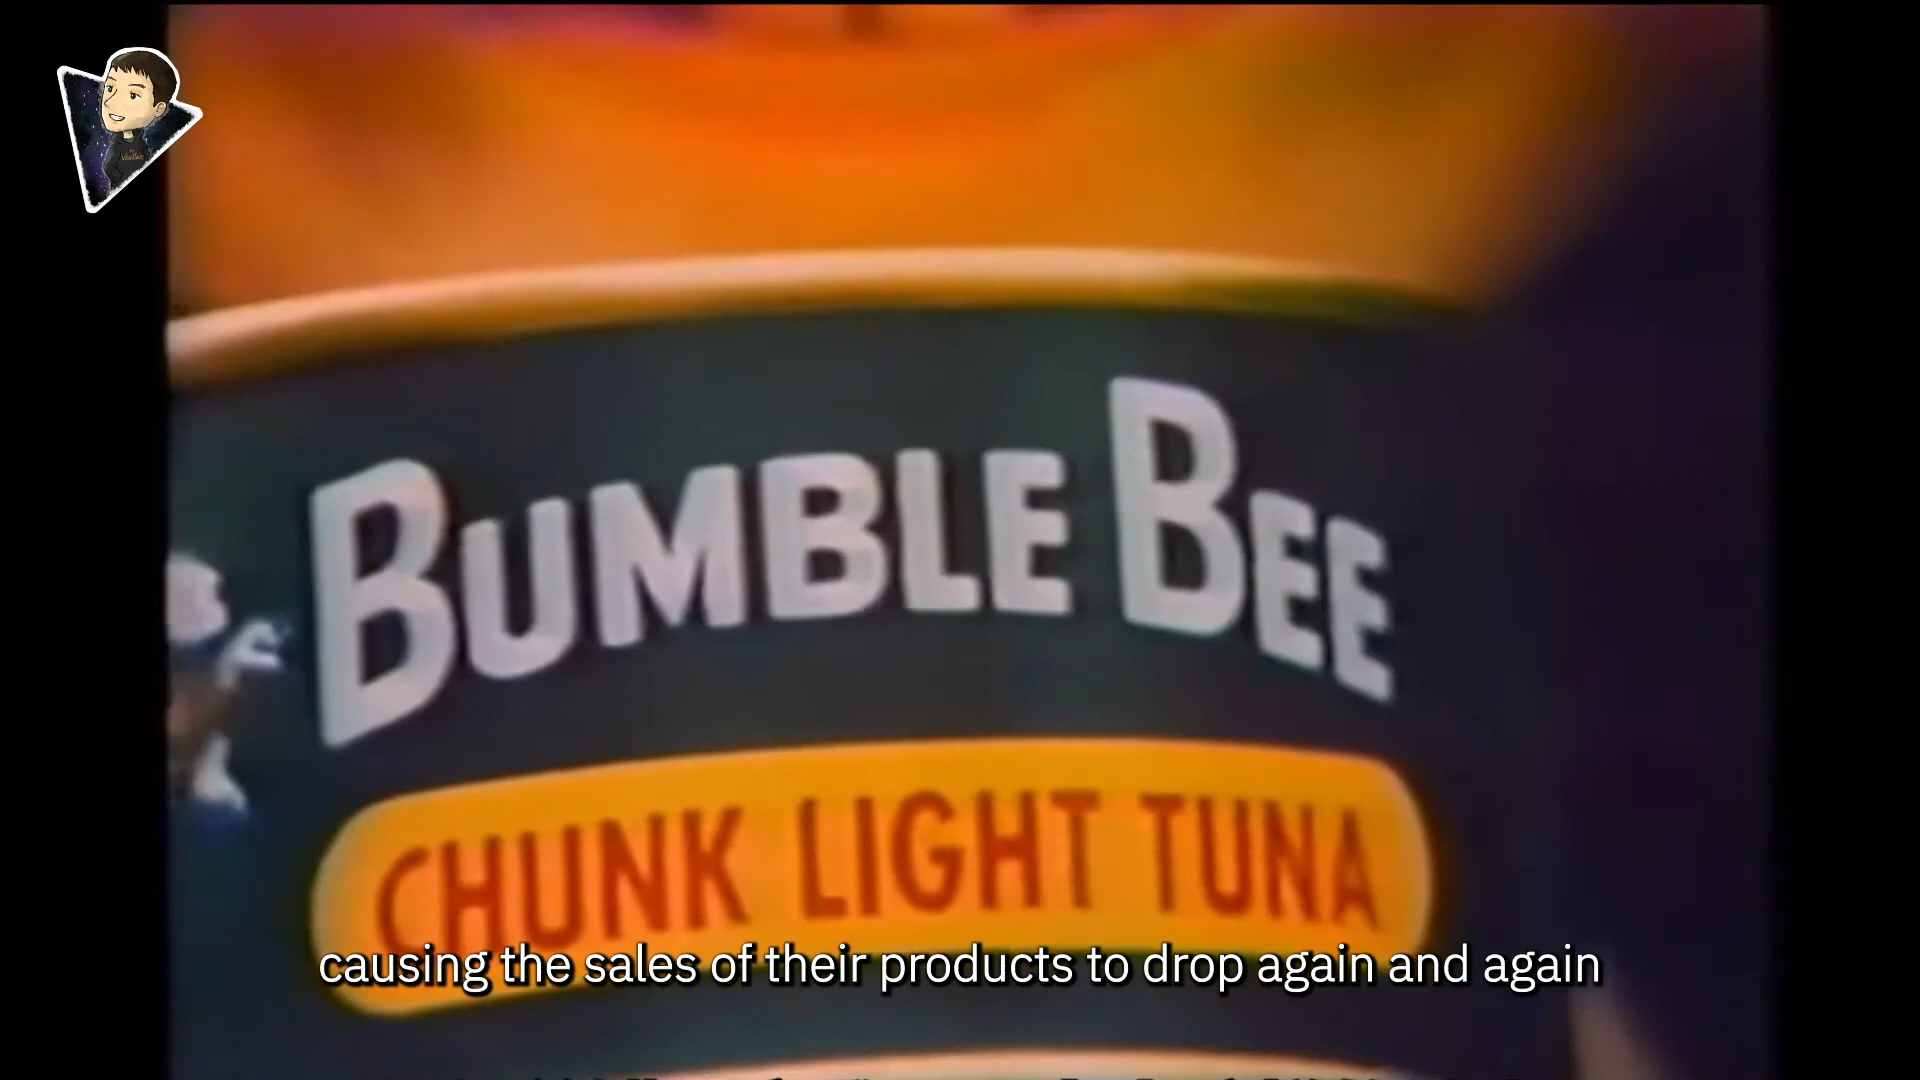 BUMBLE BEE
CHUNK LIGHT TUNA
causing the sales of their products to drop again and again